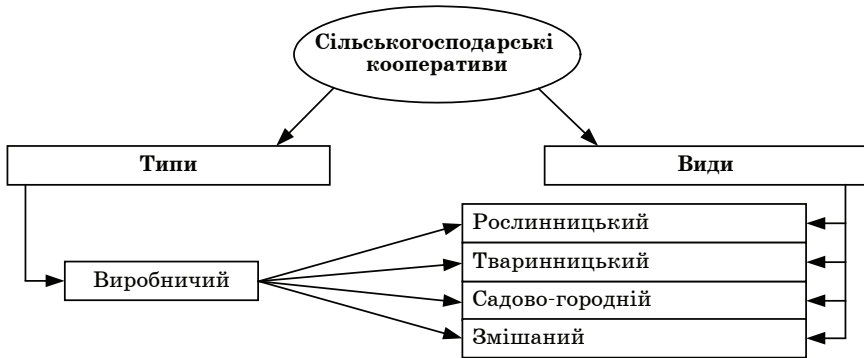 Сільськогосподарські
кооперативи
Типи
Види
Рослинницький
Тваринницький
Виробничий
Садово-городній
Змішаний